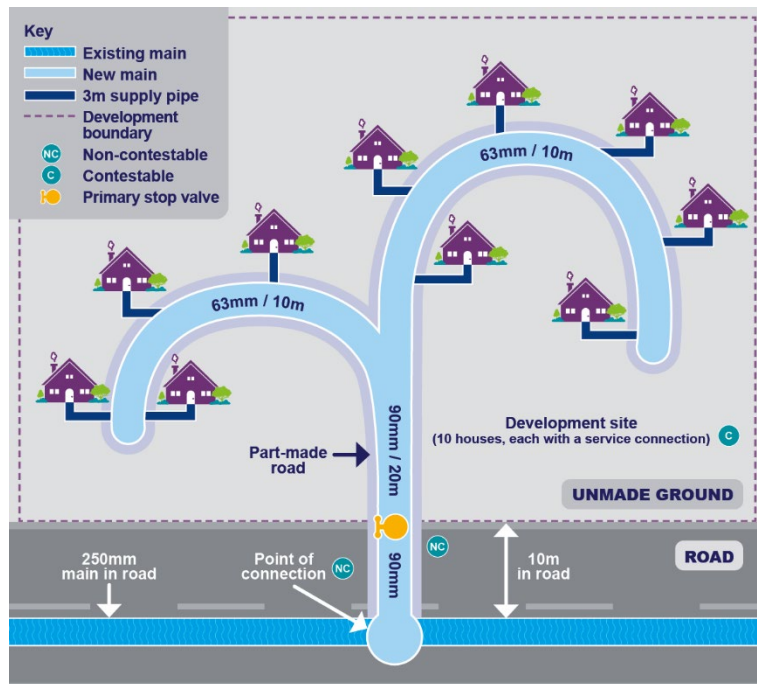 Key
Existing main
New main
3m supply pipe
Development
boundary
NC
Non-contestable
C
Contestable
Primary stop valve
63mm / 10m
63mm / 10m
90mm / 20m
Development site
(10 houses, each with a service connection)
C
Part-made
road
UNMADE GROUND
250mm
main in road
Point of
connection
NC
90mm
NC
10m
in road
ROAD